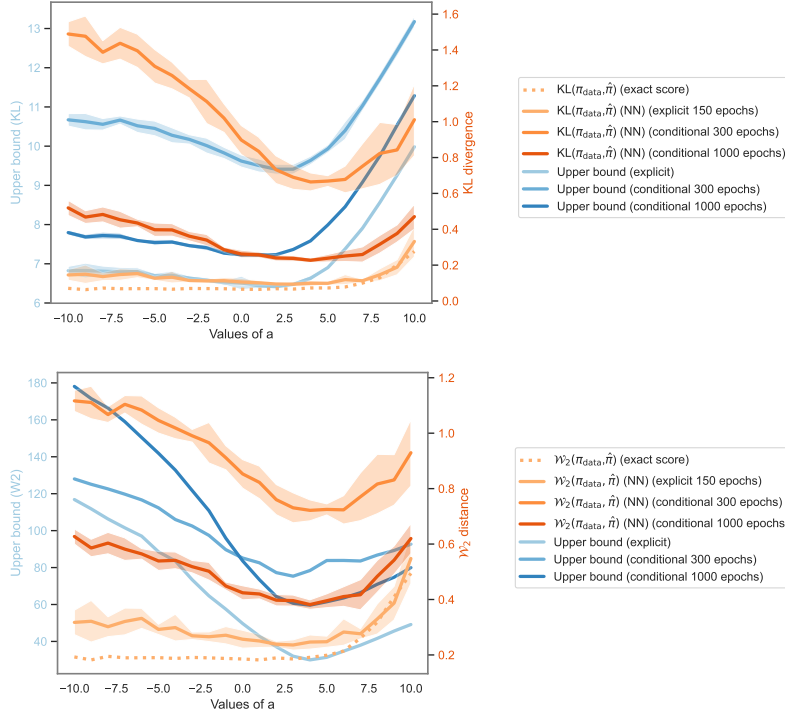 13
12
11
10
9
8
7
6
Upper bound (KL)
1.6
1.4
1.2
1.0
0.8
0.6
0.4
0.2
0.0
KL divergence
−10.0 −7.5 −5.0 −2.5 0.0 2.5 5.0 7.5 10.0
Values of a
KL(π_data,π̂) (exact score)
KL(π_data,π̂) (NN) (explicit 150 epochs)
KL(π_data,π̂) (NN) (conditional 300 epochs)
KL(π_data,π̂) (NN) (conditional 1000 epochs)
Upper bound (explicit)
Upper bound (conditional 300 epochs)
Upper bound (conditional 1000 epochs)
180
160
140
120
100
80
60
40
Upper bound (W2)
1.2
1.0
0.8
0.6
0.4
0.2
𝒲₂ distance
−10.0 −7.5 −5.0 −2.5 0.0 2.5 5.0 7.5 10.0
Values of a
𝒲₂(π_data,π̂) (exact score)
𝒲₂(π_data,π̂) (NN) (explicit 150 epochs)
𝒲₂(π_data,π̂) (NN) (conditional 300 epochs)
𝒲₂(π_data,π̂) (NN) (conditional 1000 epochs
Upper bound (explicit)
Upper bound (conditional 300 epochs)
Upper bound (conditional 1000 epochs)